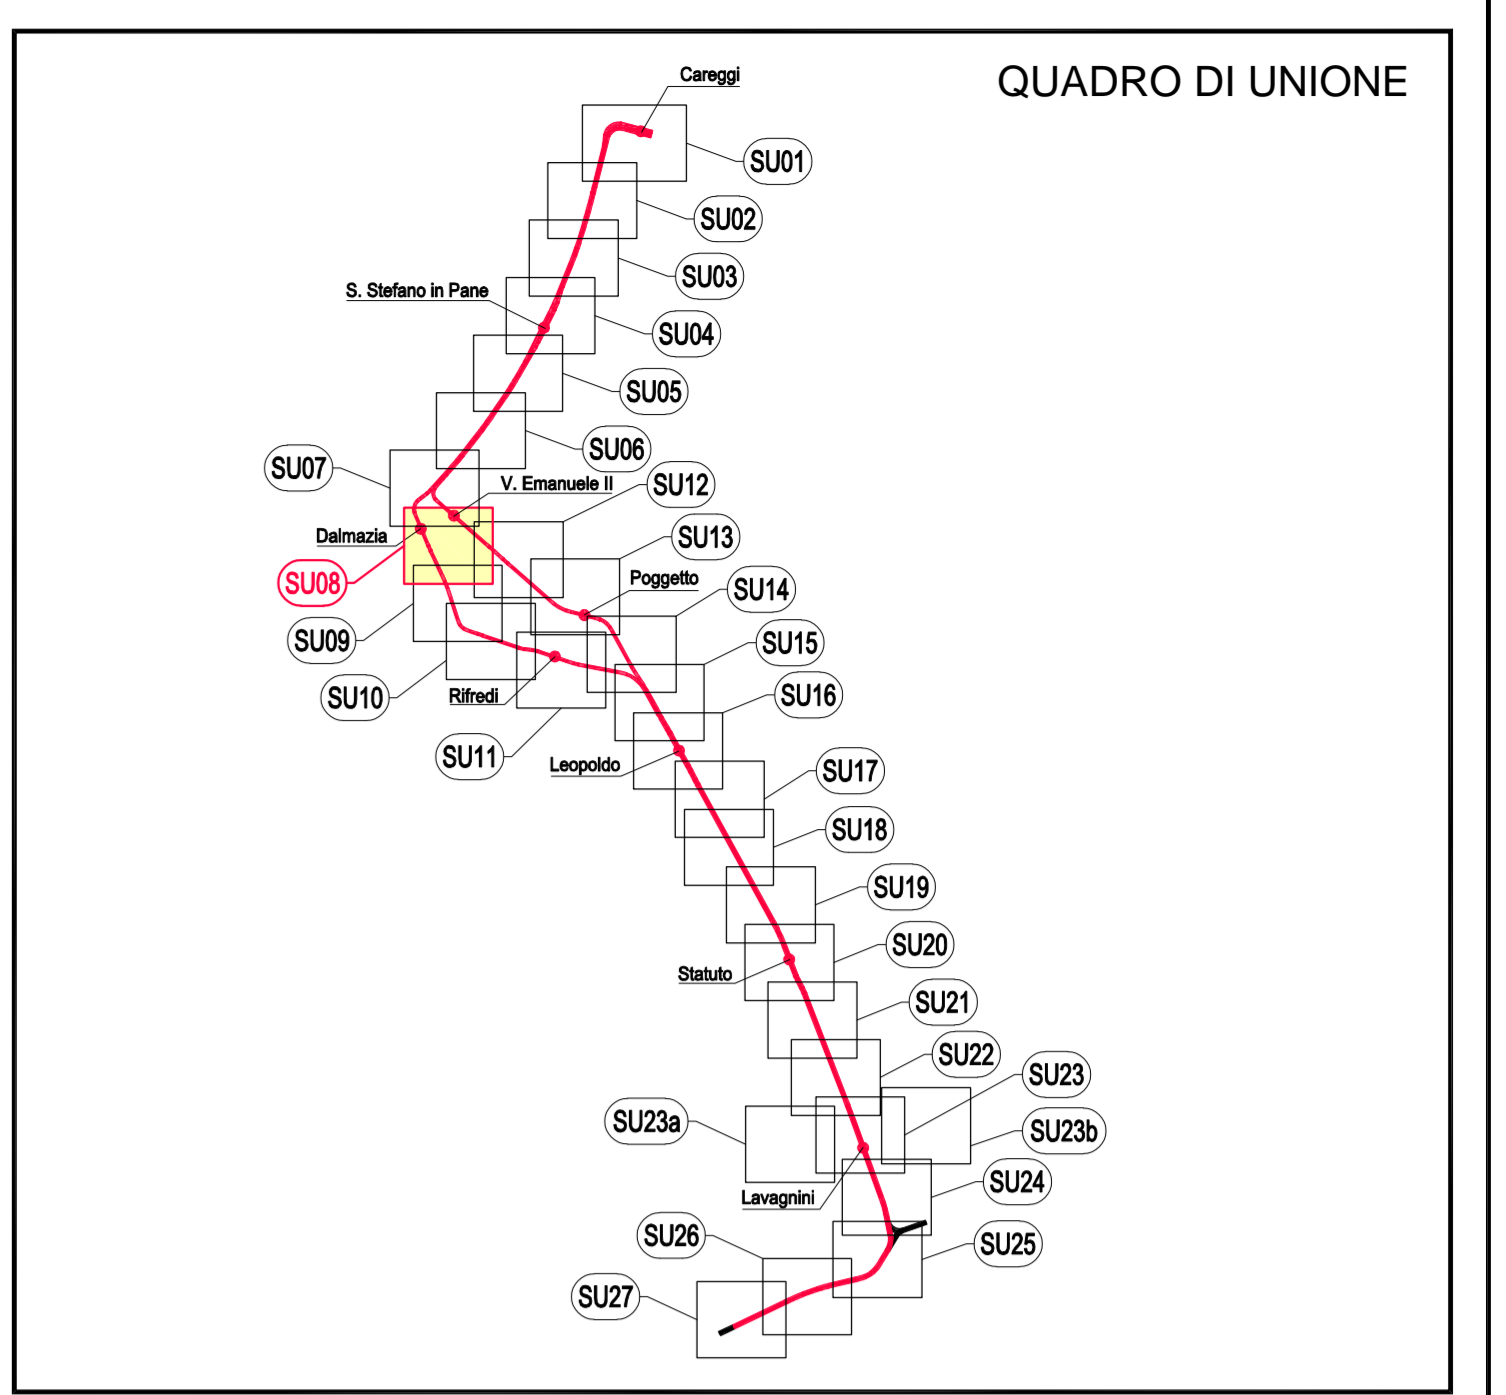 Careggi
QUADRO DI UNIONE
SU01
SU02
SU03
S. Stefano in Pane
SU04
SU05
SU06
SU07
V. Emanuele II
SU12
Dalmazia
SU13
SU08
Poggetto
SU14
SU09
SU15
Rifredi
SU10
SU16
SU11
Leopoldo
SU17
SU18
SU19
SU20
Statuto
SU21
SU22
SU23
SU23a
SU23b
SU24
Lavagnini
SU26
SU25
SU27